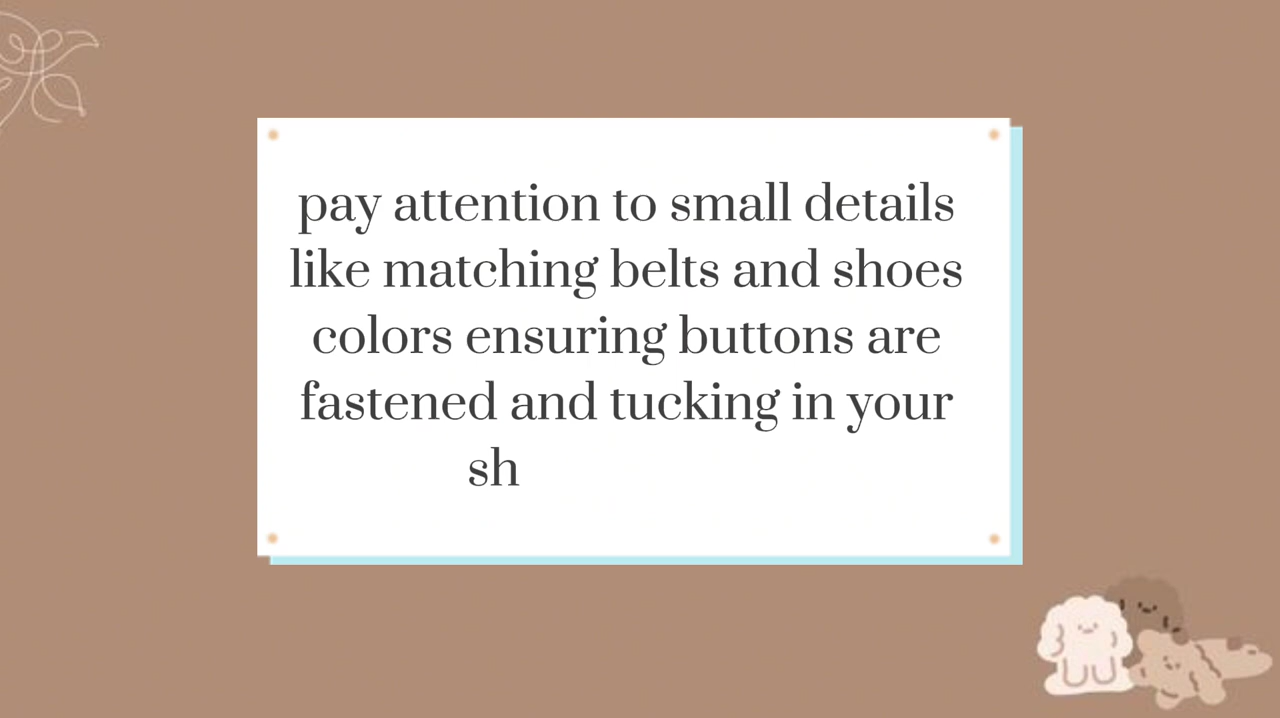 pay attention to small details
like matching belts and shoes
colors ensuring buttons are
fastened and tucking in your
sh